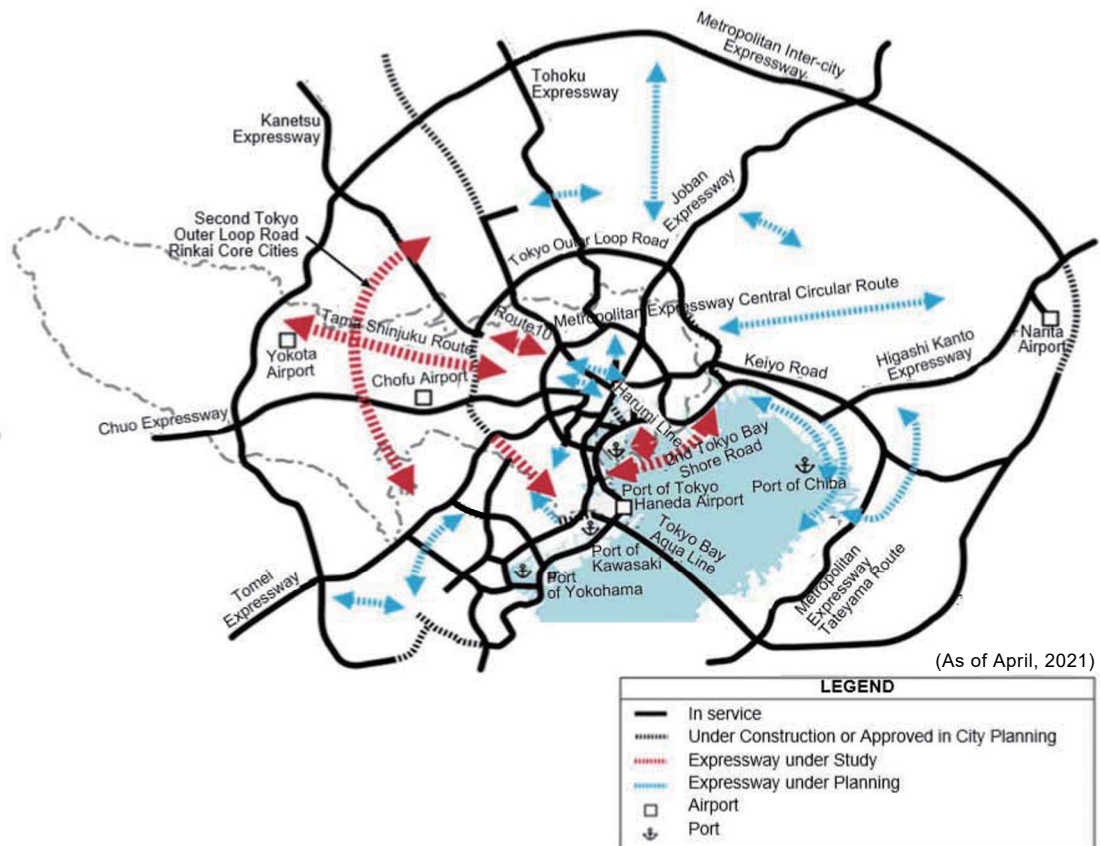 Metropolitan Inter-city
Expressway
Tohoku
Expressway
Kanetsu
Expressway
Joban
Expressway
Second Tokyo
Outer Loop Road
Rinkai Core Cities
Tokyo Outer Loop Road
Metropolitan Expressway Central Circular Route
Route10
Tama Shinjuku Route
Yokota
Airport
Chofu Airport
Narita
Airport
Higashi Kanto
Expressway
Keiyo Road
Chuo Expressway
Harumi Line
2nd Tokyo Bay
Shore Road
Port of Tokyo
Port of Chiba
Haneda Airport
Tokyo Bay
Aqua Line
Port of
Kawasaki
Port
of Yokohama
Tomei
Expressway
Metropolitan
Expressway
Tateyama Route
(As of April, 2021)
LEGEND
In service
Under Construction or Approved in City Planning
Expressway under Study
Expressway under Planning
Airport
Port